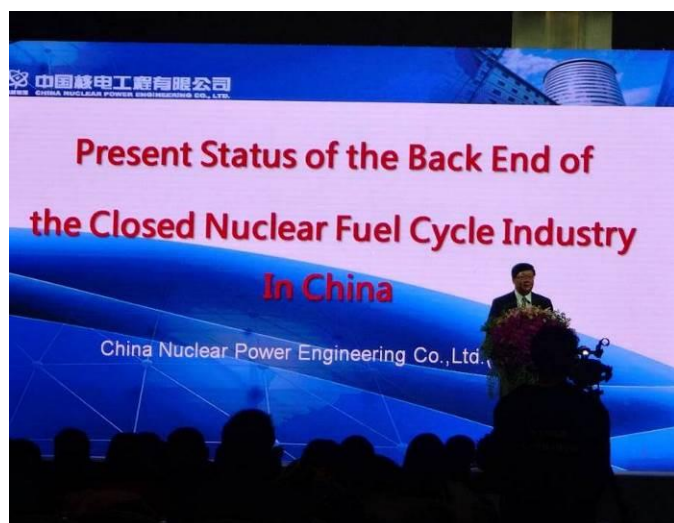 中国核电工程有限公司
CHINA NUCLEAR POWER ENGINEERING CO., LTD.
Present Status of the Back End of
the Closed Nuclear Fuel Cycle Industry
In China
China Nuclear Power Engineering Co.,Ltd.